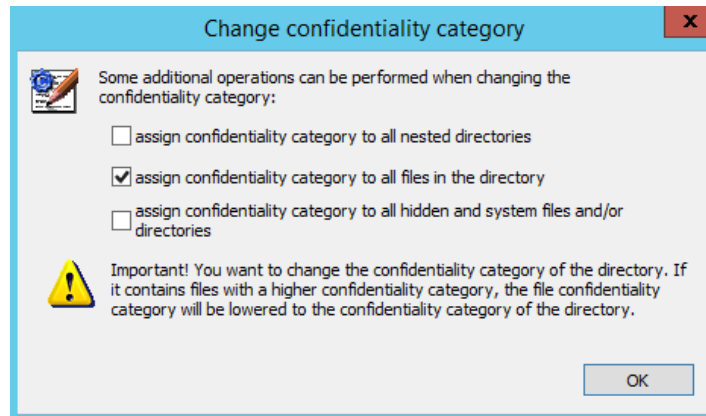 Change confidentiality category
x
Some additional operations can be performed when changing the
confidentiality category:
assign confidentiality category to all nested directories
assign confidentiality category to all files in the directory
assign confidentiality category to all hidden and system files and/or
directories
Important! You want to change the confidentiality category of the directory. If
it contains files with a higher confidentiality category, the file confidentiality
category will be lowered to the confidentiality category of the directory.
OK